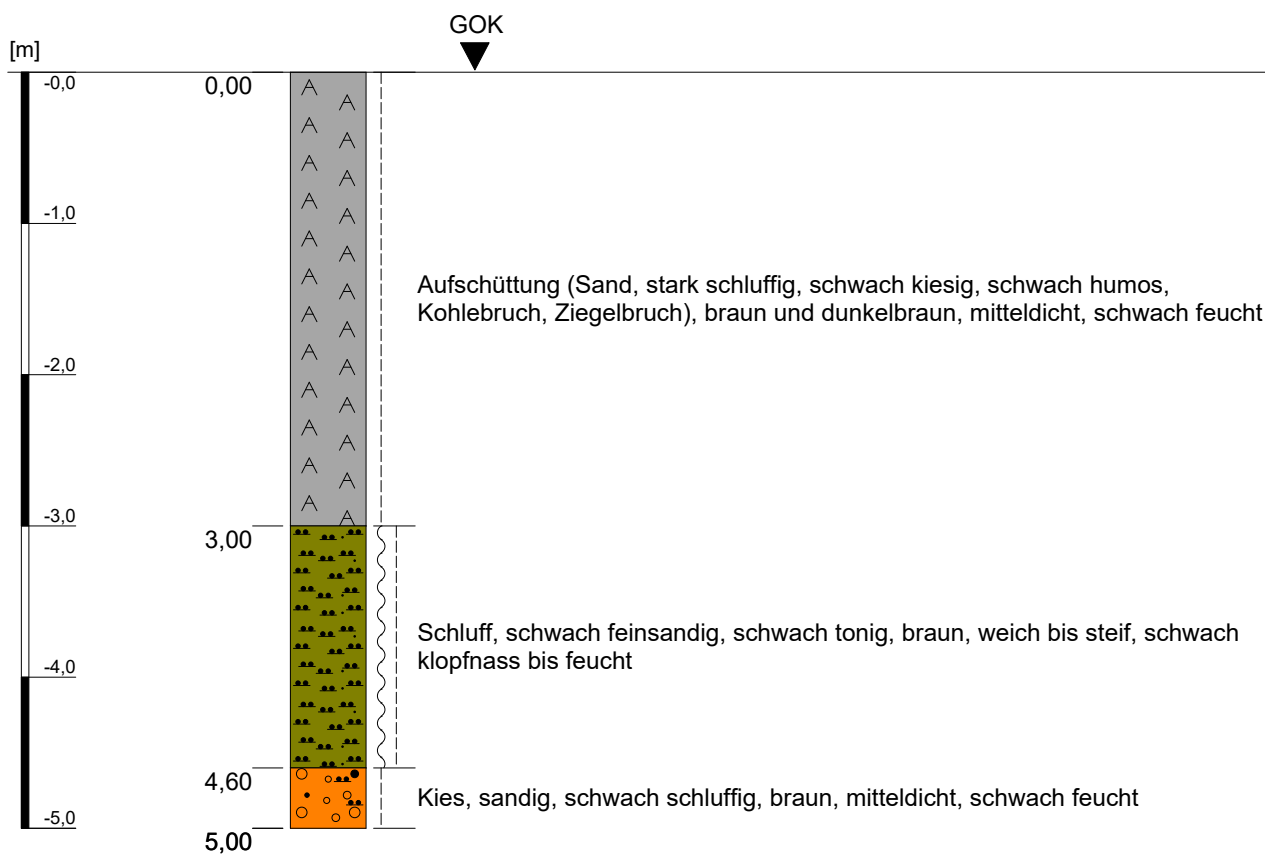 GOK
[m]
-0,0
0,00
-1,0
Aufschüttung (Sand, stark schluffig, schwach kiesig, schwach humos,
Kohlebruch, Ziegelbruch), braun und dunkelbraun, mitteldicht, schwach feucht
-2,0
-3,0
3,00
Schluff, schwach feinsandig, schwach tonig, braun, weich bis steif, schwach
klopfnass bis feucht
-4,0
4,60
Kies, sandig, schwach schluffig, braun, mitteldicht, schwach feucht
-5,0
5,00